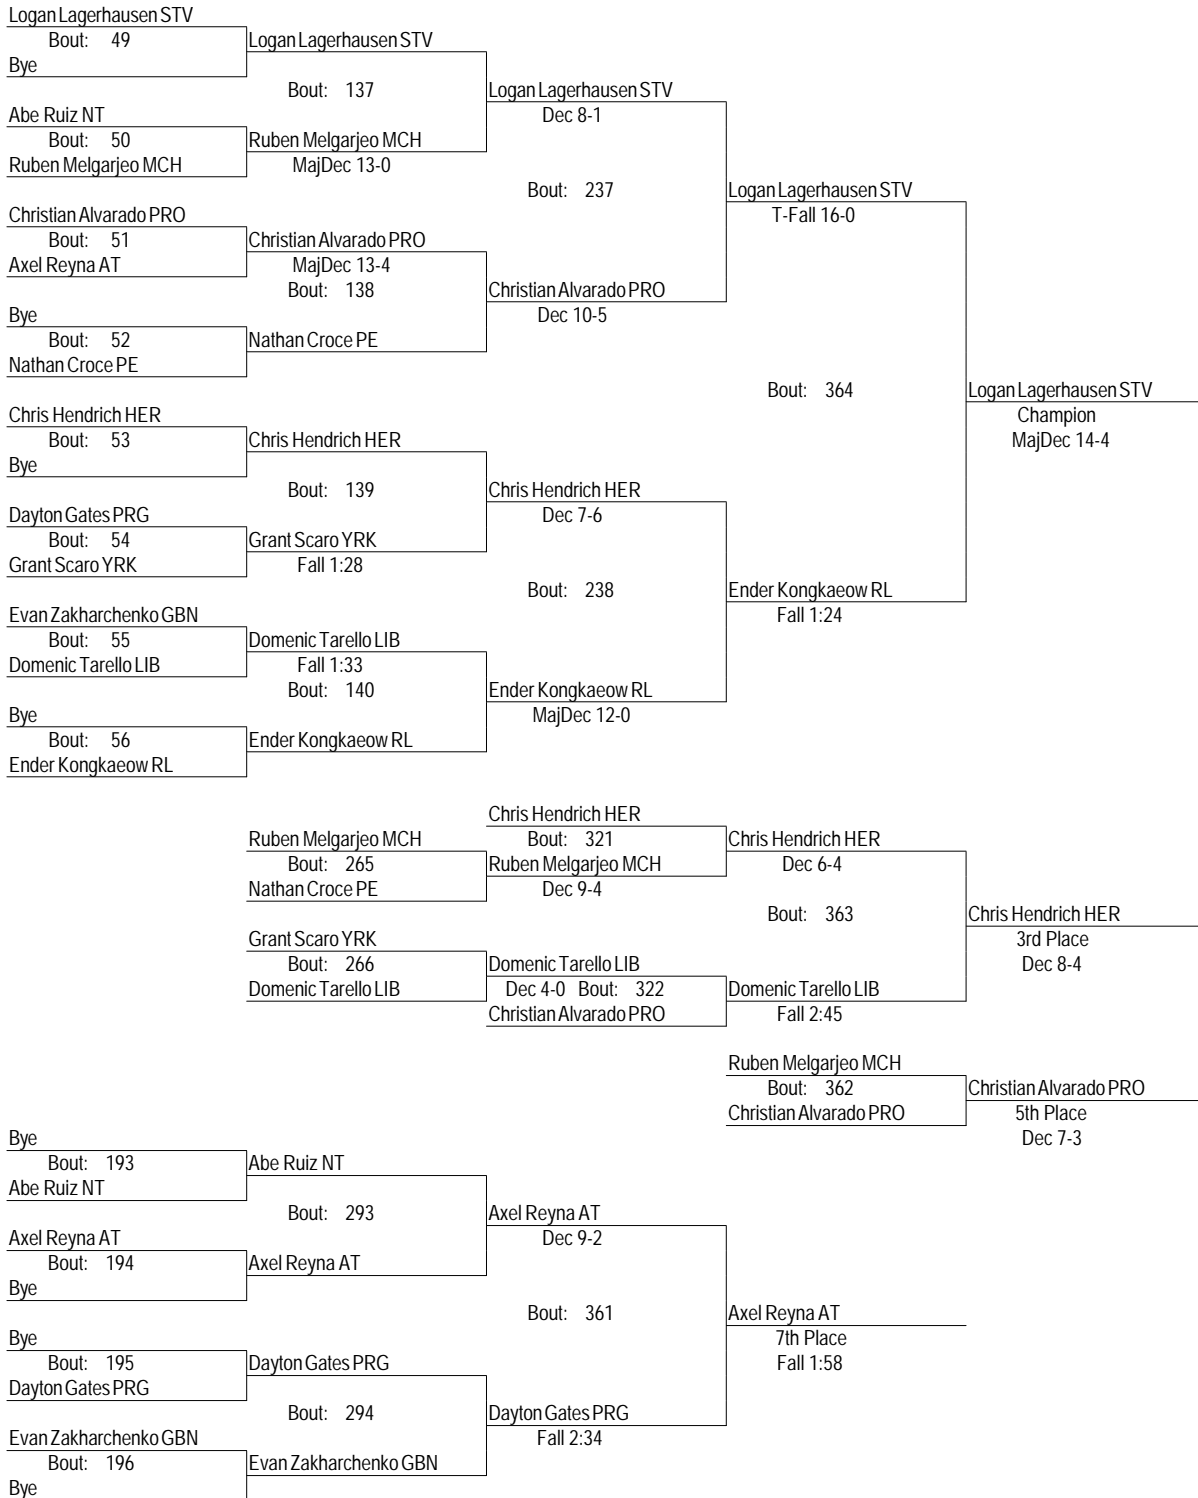 Logan Lagerhausen STV
Bout: 49
Logan Lagerhausen STV
Bye
Bout: 137
Logan Lagerhausen STV
Abe Ruiz NT
Dec 8-1
Bout: 50
Ruben Melgarjeo MCH
Ruben Melgarjeo MCH
MajDec 13-0
Bout: 237
Logan Lagerhausen STV
Christian Alvarado PRO
T-Fall 16-0
Bout: 51
Christian Alvarado PRO
Axel Reyna AT
MajDec 13-4
Bout: 138
Christian Alvarado PRO
Bye
Dec 10-5
Bout: 52
Nathan Croce PE
Nathan Croce PE
Bout: 364
Logan Lagerhausen STV
Chris Hendrich HER
Champion
Bout: 53
Chris Hendrich HER
MajDec 14-4
Bye
Bout: 139
Chris Hendrich HER
Dayton Gates PRG
Dec 7-6
Bout: 54
Grant Scaro YRK
Grant Scaro YRK
Fall 1:28
Bout: 238
Ender Kongkaeow RL
Evan Zakharchenko GBN
Fall 1:24
Bout: 55
Domenic Tarello LIB
Domenic Tarello LIB
Fall 1:33
Bout: 140
Ender Kongkaeow RL
Bye
MajDec 12-0
Bout: 56
Ender Kongkaeow RL
Ender Kongkaeow RL
Chris Hendrich HER
Ruben Melgarjeo MCH
Bout: 321
Chris Hendrich HER
Bout: 265
Ruben Melgarjeo MCH
Dec 6-4
Nathan Croce PE
Dec 9-4
Bout: 363
Chris Hendrich HER
Grant Scaro YRK
3rd Place
Bout: 266
Domenic Tarello LIB
Dec 8-4
Domenic Tarello LIB
Dec 4-0 Bout: 322
Domenic Tarello LIB
Christian Alvarado PRO
Fall 2:45
Ruben Melgarjeo MCH
Bout: 362
Christian Alvarado PRO
Christian Alvarado PRO
5th Place
Dec 7-3
Bye
Bout: 193
Abe Ruiz NT
Abe Ruiz NT
Bout: 293
Axel Reyna AT
Axel Reyna AT
Dec 9-2
Bout: 194
Axel Reyna AT
Bye
Bout: 361
Axel Reyna AT
Bye
7th Place
Bout: 195
Dayton Gates PRG
Fall 1:58
Dayton Gates PRG
Bout: 294
Dayton Gates PRG
Evan Zakharchenko GBN
Fall 2:34
Bout: 196
Evan Zakharchenko GBN
Bye